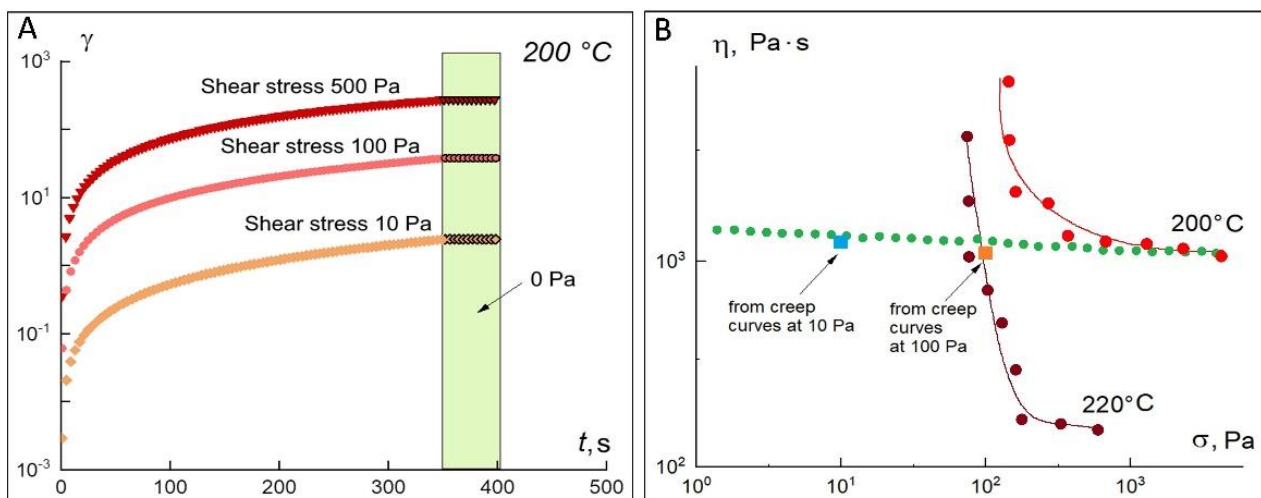 A
γ
200 °C
10³
10¹
10⁻¹
10⁻³
Shear stress 500 Pa
Shear stress 100 Pa
Shear stress 10 Pa
0 Pa
t, s
0 100 200 300 400 500
B
η, Pa·s
10³
10²
200°C
from creep
curves at 10 Pa
from creep
curves
at 100 Pa
220°C
σ, Pa
10⁰ 10¹ 10² 10³